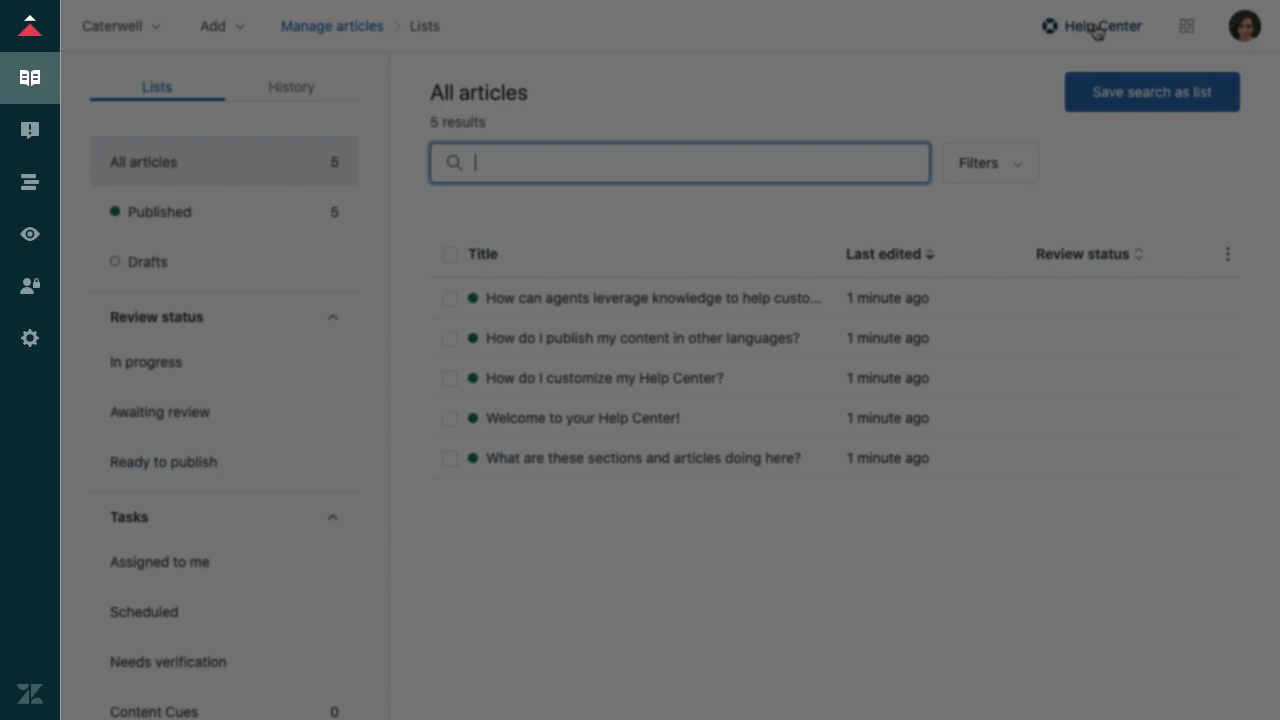 Caterwell
Add
Manage articles
Lists
Help Center
Lists
History
All articles
5 results
Save search as list
Filters
All articles 5
Published 5
Drafts
Review status
In progress
Awaiting review
Ready to publish
Tasks
Assigned to me
Scheduled
Needs verification
Content Cues 0
Title Last edited Review status
How can agents leverage knowledge to help custo... 1 minute ago
How do I publish my content in other languages? 1 minute ago
How do I customize my Help Center? 1 minute ago
Welcome to your Help Center! 1 minute ago
What are these sections and articles doing here? 1 minute ago